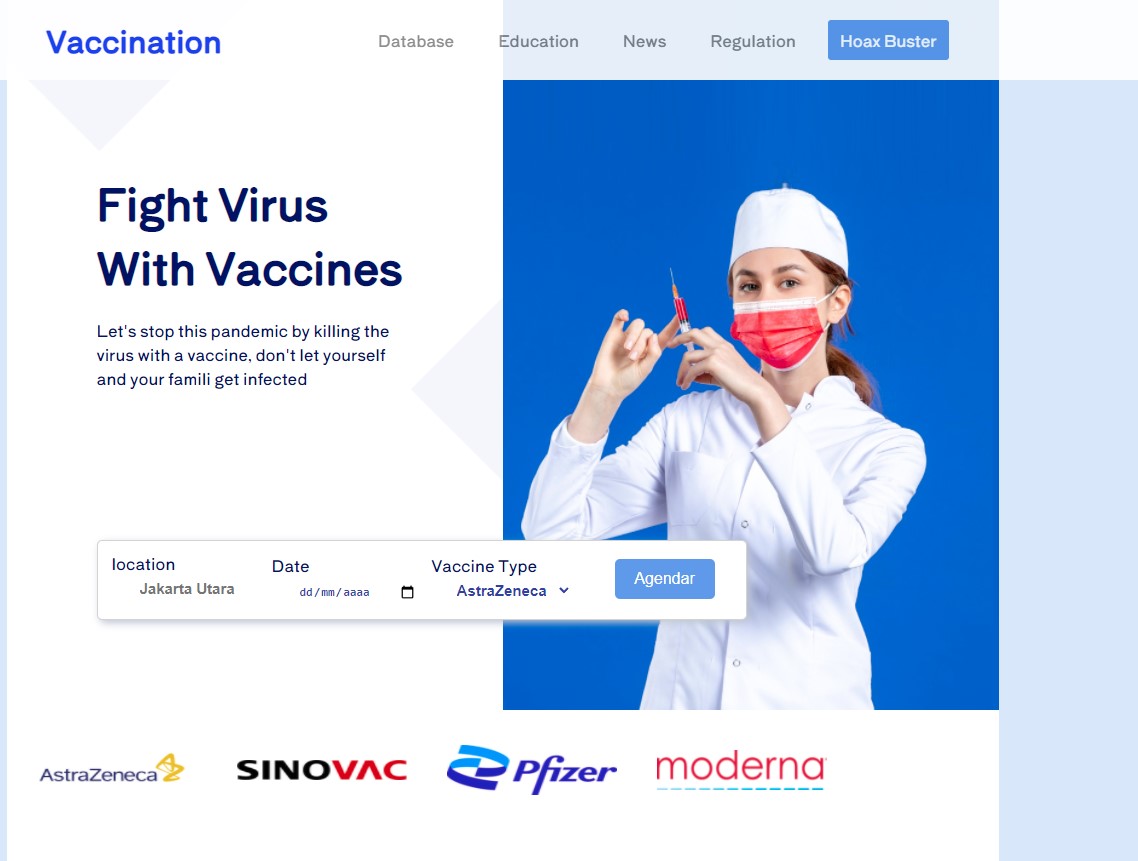 Vaccination
Database Education News Regulation Hoax Buster
Fight Virus
With Vaccines
Let's stop this pandemic by killing the
virus with a vaccine, don't let yourself
and your famili get infected
location Date Vaccine Type
Jakarta Utara dd/mm/aaaa AstraZeneca Agendar
AstraZeneca SINOVAC Pfizer moderna